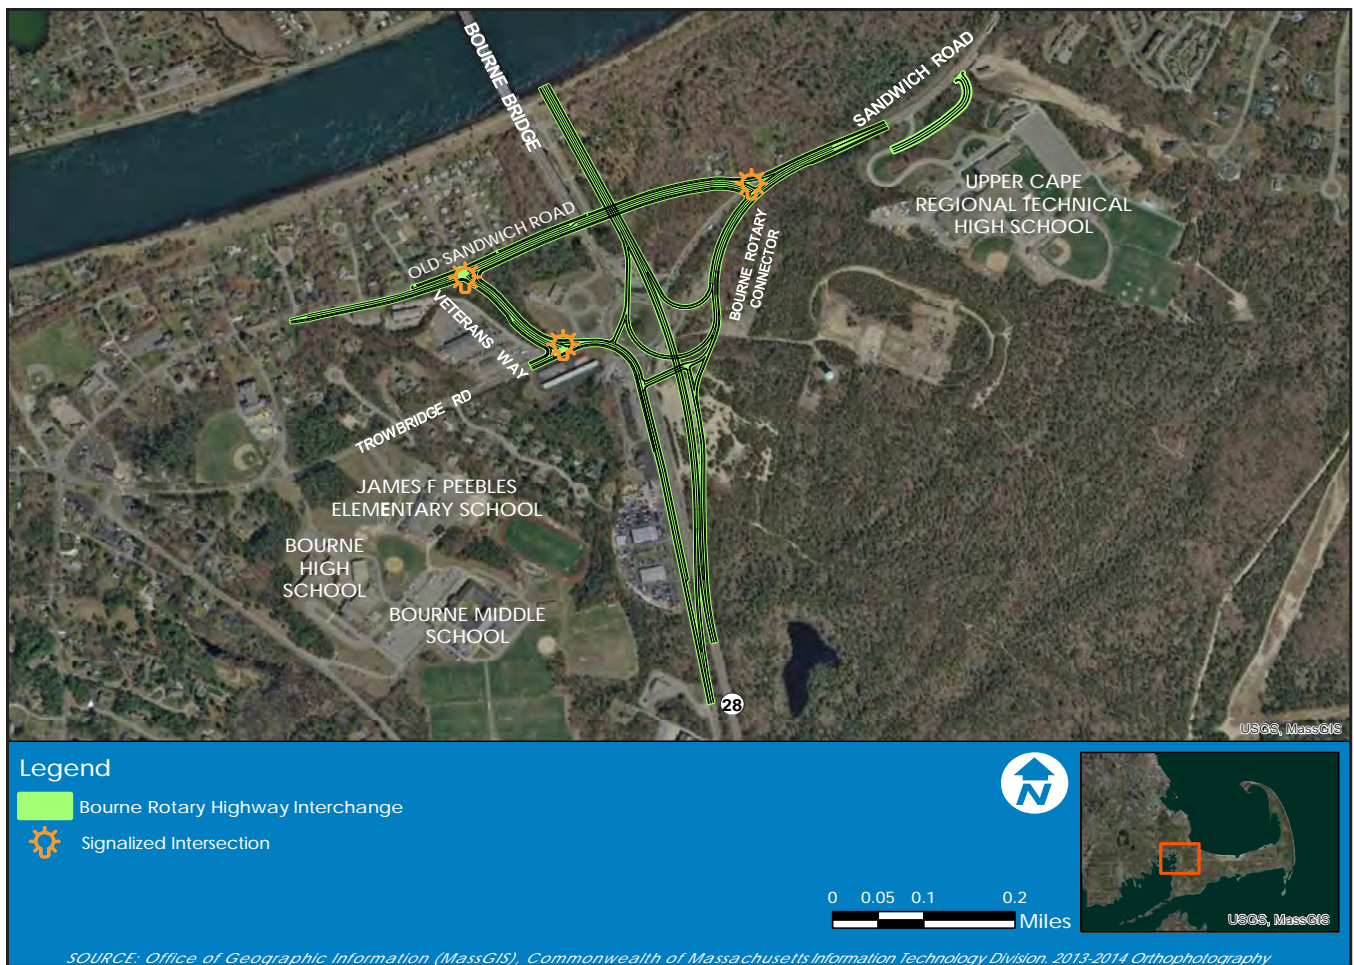 BOURNE BRIDGE
SANDWICH ROAD
UPPER CAPE
REGIONAL TECHNICAL
HIGH SCHOOL
OLD SANDWICH ROAD
BOURNE ROTARY
CONNECTOR
VETERANS WAY
TROWBRIDGE RD
JAMES F PEEBLES
ELEMENTARY SCHOOL
BOURNE
HIGH
SCHOOL
BOURNE MIDDLE
SCHOOL
28
USGS, MassGIS
Legend
Bourne Rotary Highway Interchange
Signalized Intersection
N
0 0.05 0.1 0.2
Miles
USGS, MassGIS
SOURCE: Office of Geographic Information (MassGIS), Commonwealth of Massachusetts Information Technology Division. 2013-2014 Orthophotography